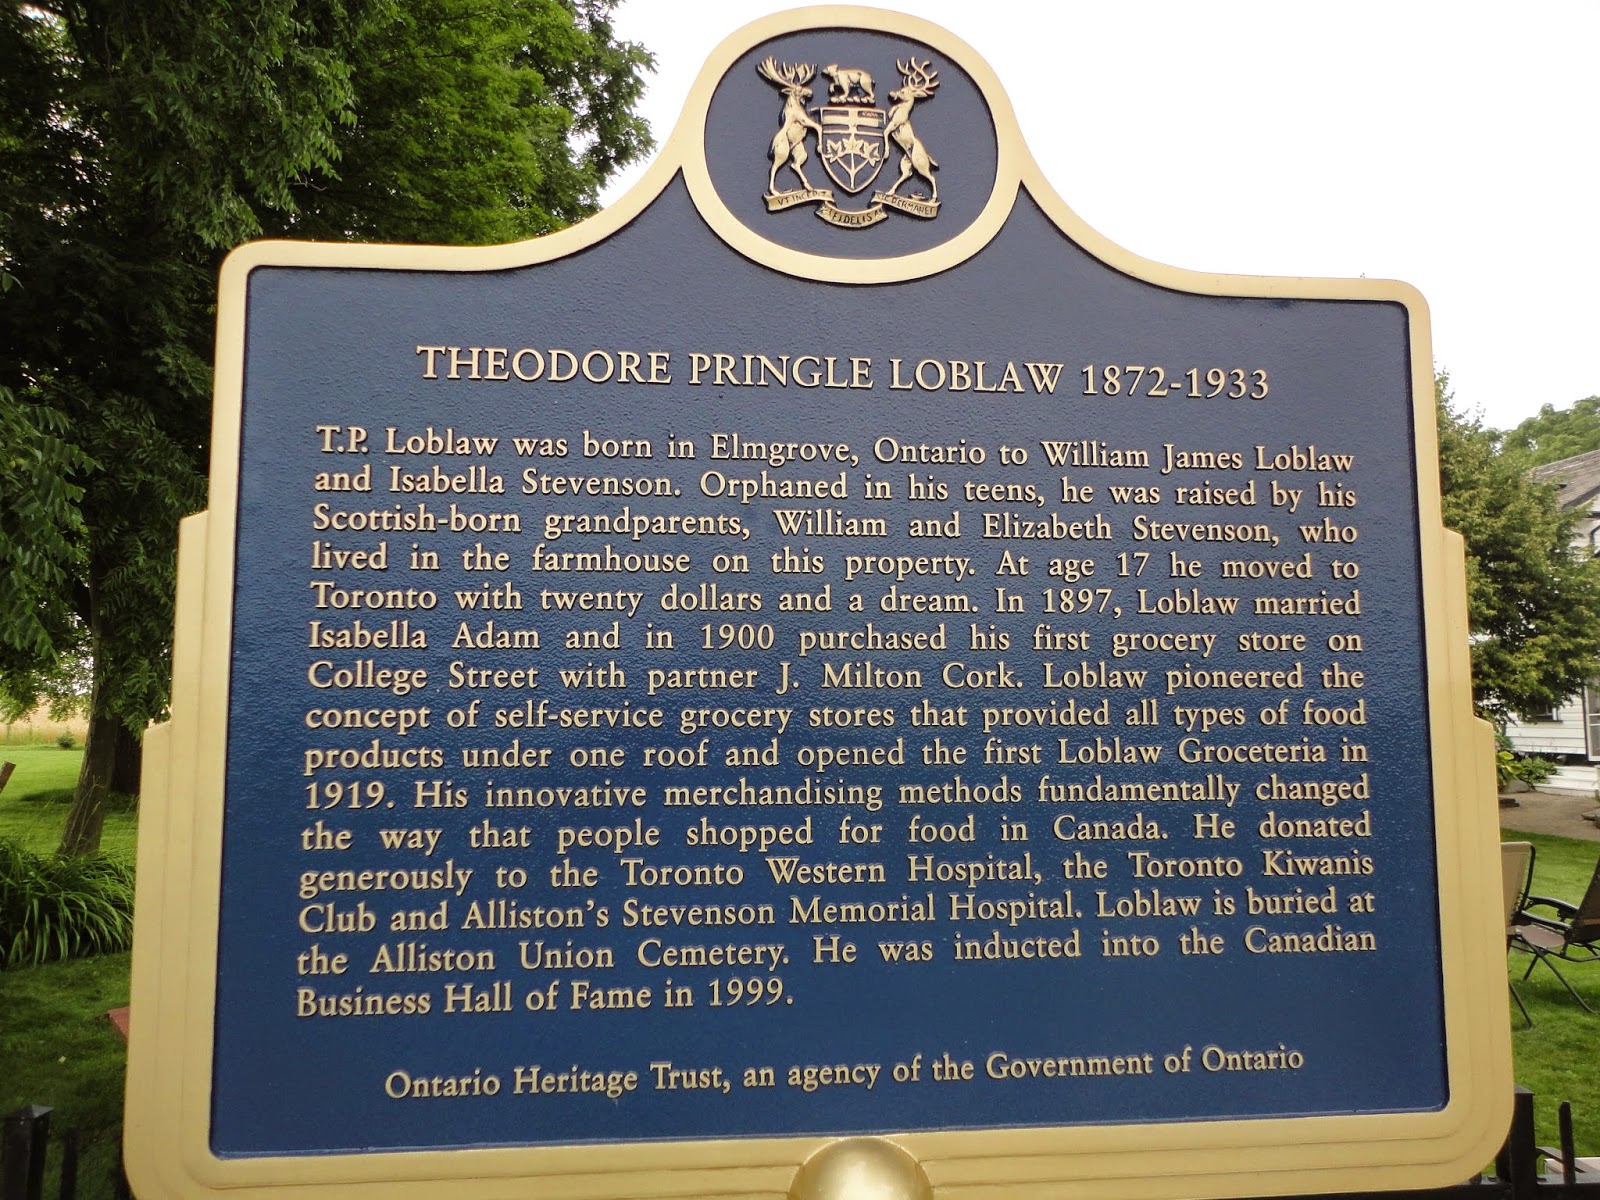 VT INCEPIT
FIDELIS
SIC PERMANET
THEODORE PRINGLE LOBLAW 1872-1933
T.P. Loblaw was born in Elmgrove, Ontario to William James Loblaw
and Isabella Stevenson. Orphaned in his teens, he was raised by his
Scottish-born grandparents, William and Elizabeth Stevenson, who
lived in the farmhouse on this property. At age 17 he moved to
Toronto with twenty dollars and a dream. In 1897, Loblaw married
Isabella Adam and in 1900 purchased his first grocery store on
College Street with partner J. Milton Cork. Loblaw pioneered the
concept of self-service grocery stores that provided all types of food
products under one roof and opened the first Loblaw Groceteria in
1919. His innovative merchandising methods fundamentally changed
the way that people shopped for food in Canada. He donated
generously to the Toronto Western Hospital, the Toronto Kiwanis
Club and Alliston's Stevenson Memorial Hospital. Loblaw is buried at
the Alliston Union Cemetery. He was inducted into the Canadian
Business Hall of Fame in 1999.
Ontario Heritage Trust, an agency of the Government of Ontario